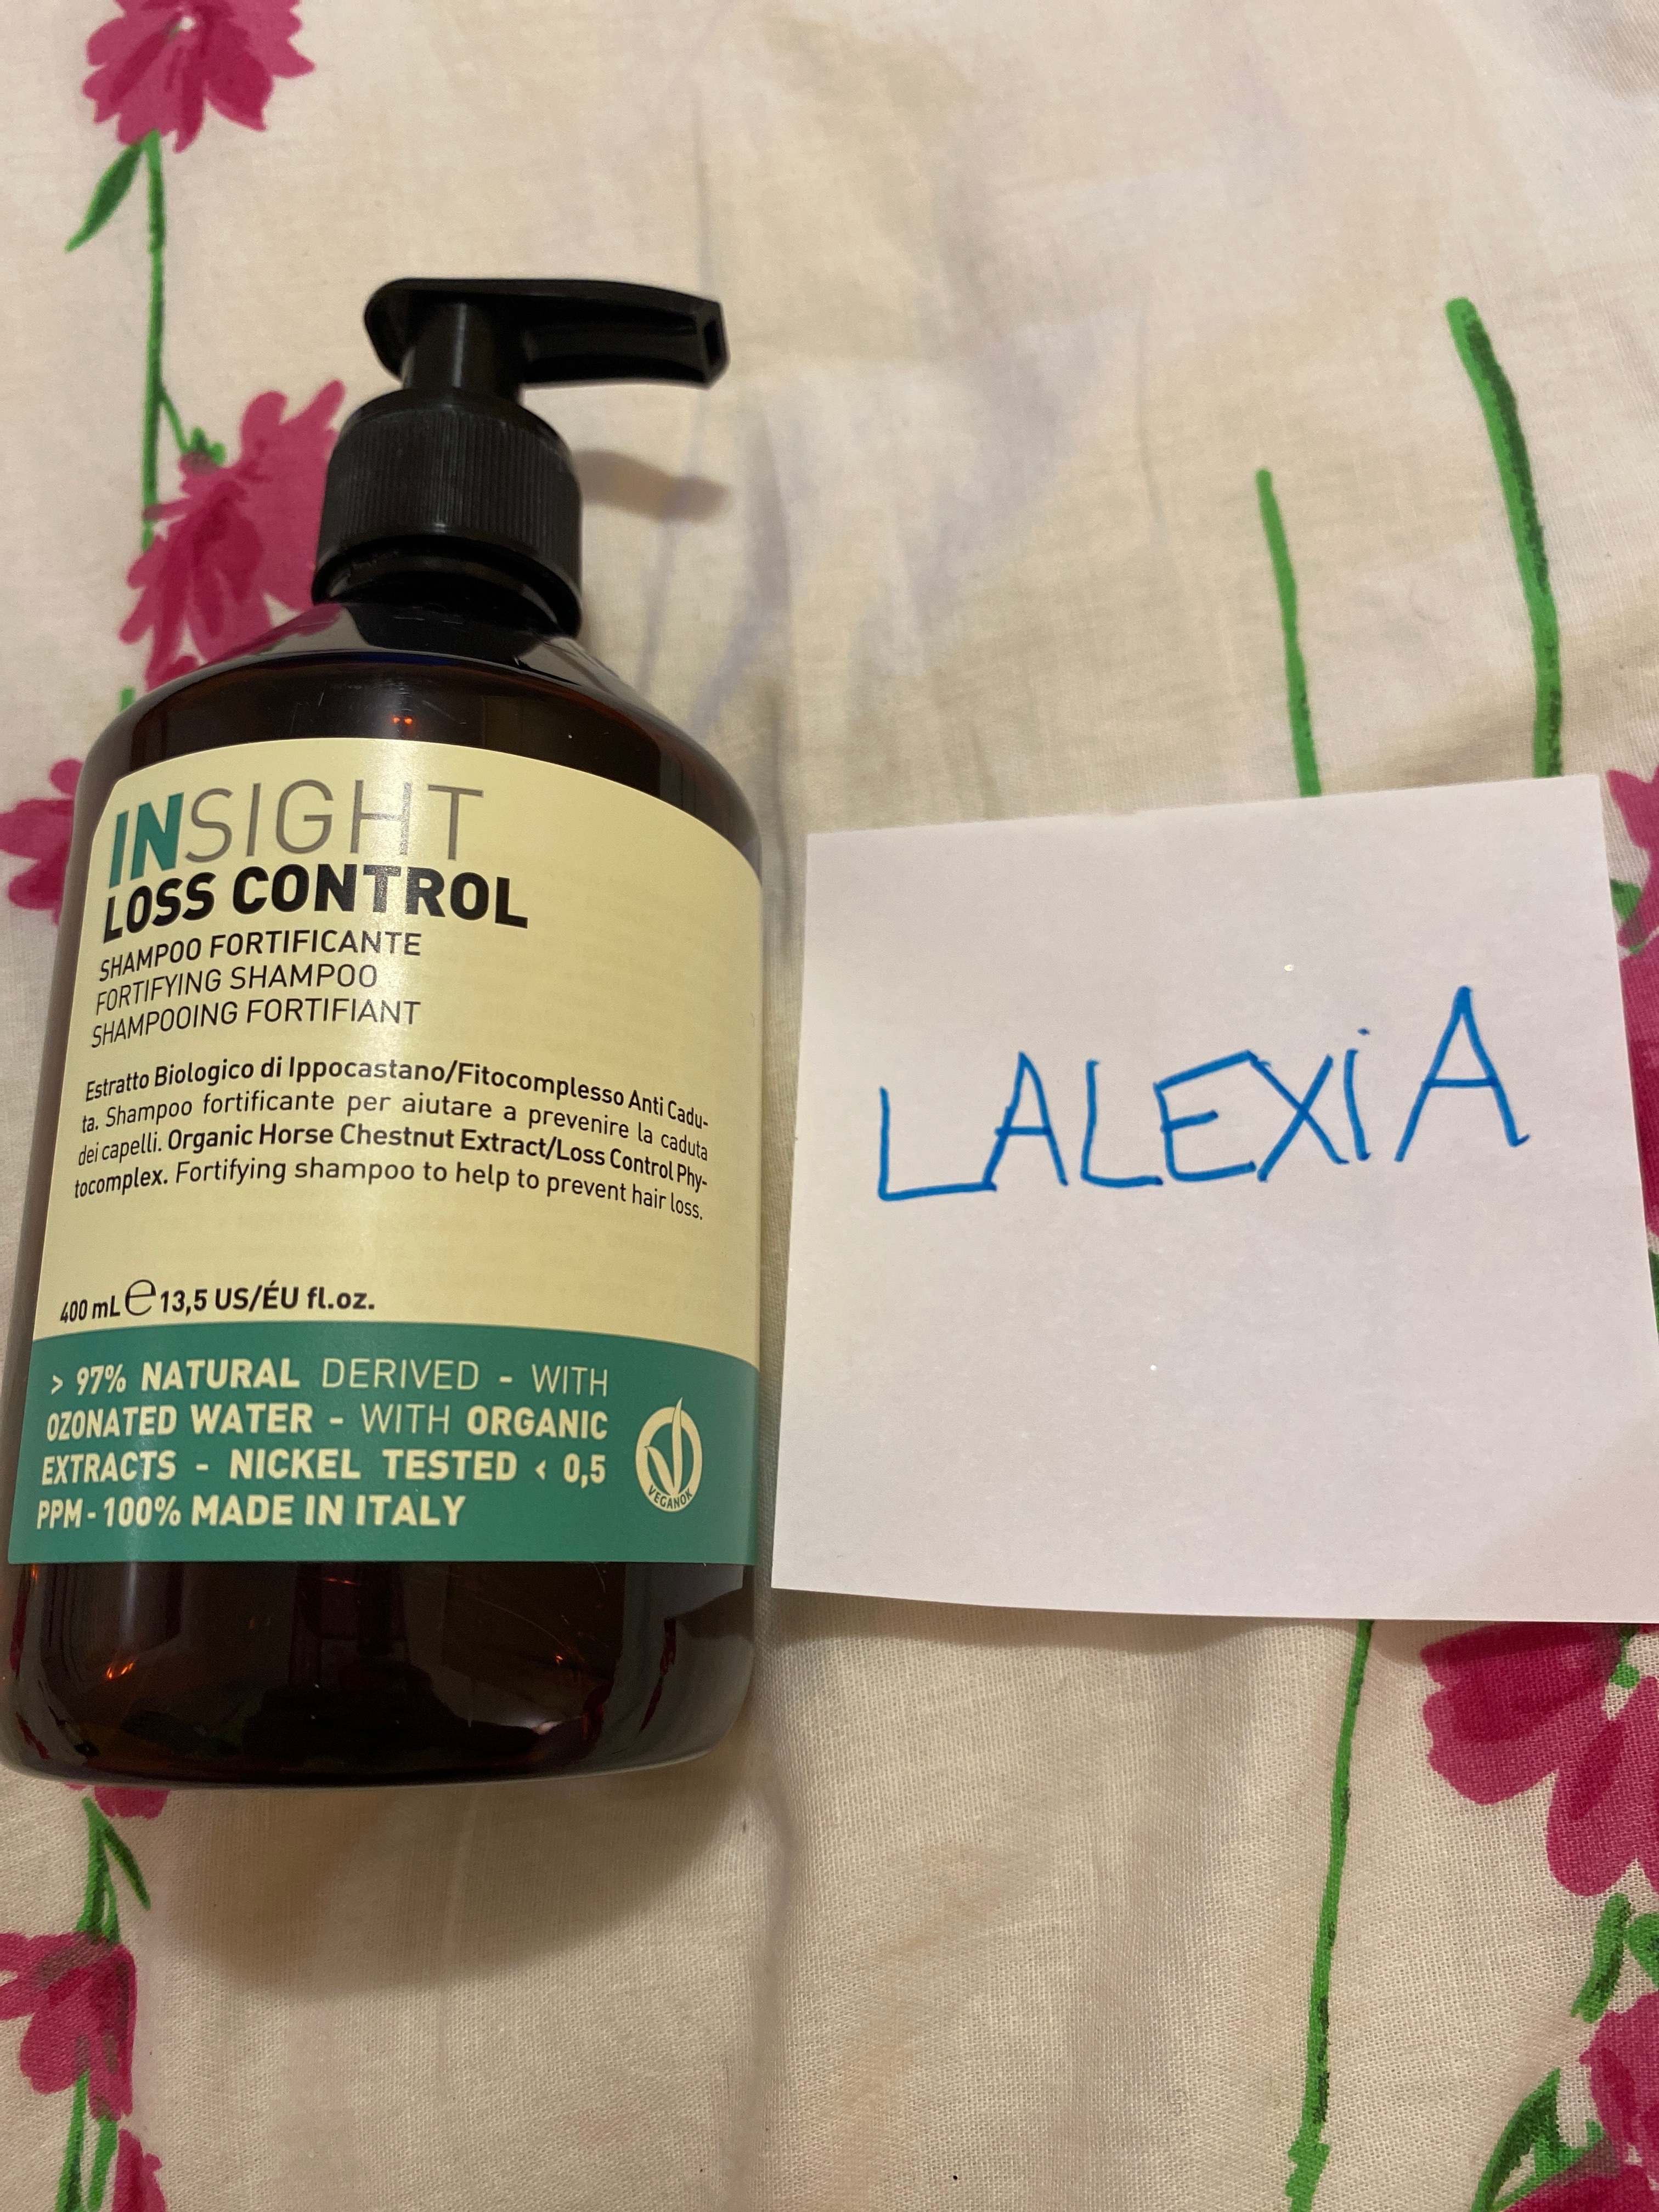 INSIGHT
LOSS CONTROL
SHAMPOO FORTIFICANTE
FORTIFYING SHAMPOO
SHAMPOOING FORTIFIANT
Estratto Biologico di Ippocastano/Fitocomplesso Anti Cadu-
ta. Shampoo fortificante per aiutare a prevenire la caduta
dei capelli. Organic Horse Chestnut Extract/Loss Control Phy-
tocomplex. Fortifying shampoo to help to prevent hair loss.
400 mL ℮ 13,5 US/ÉU fl.oz.
> 97% NATURAL DERIVED - WITH
OZONATED WATER - WITH ORGANIC
EXTRACTS - NICKEL TESTED < 0,5
PPM - 100% MADE IN ITALY
VEGANOK
LALEXiA